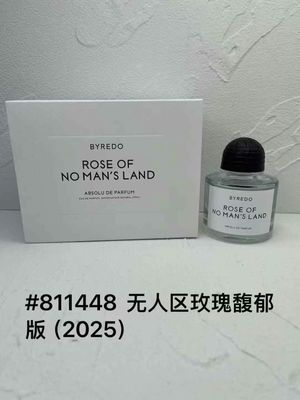 BYREDO
ROSE OF
NO MAN'S LAND
ABSOLU DE PARFUM
BYREDO
ROSE OF
NO MAN'S LAND
ABSOLU DE PARFUM
#811448 无人区玫瑰馥郁
版 (2025)